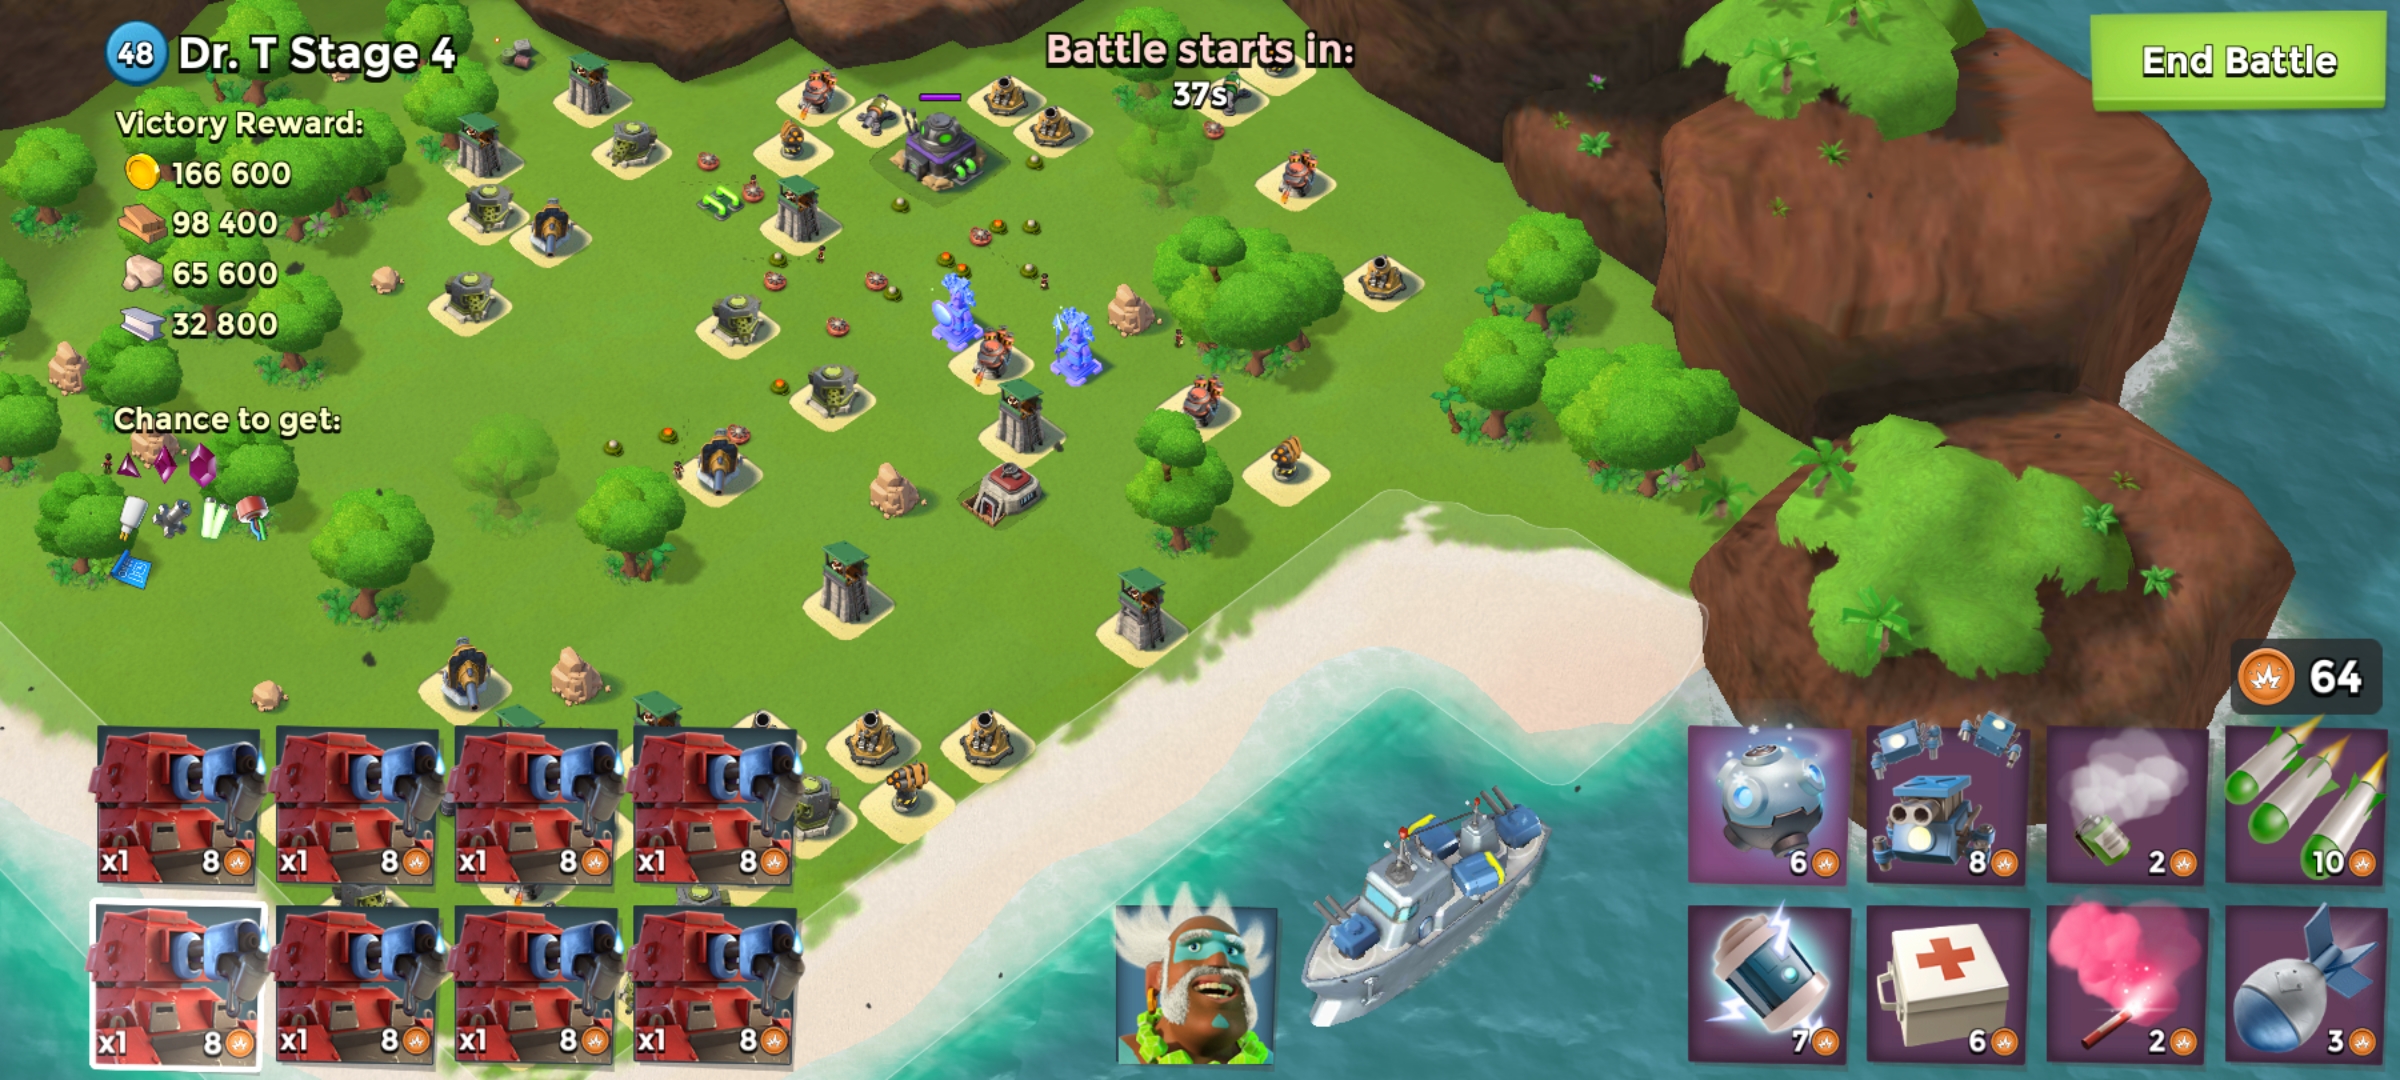 48 Dr. T Stage 4
Battle starts in:
37s
End Battle
Victory Reward:
166 600
98 400
65 600
32 800
Chance to get:
64
x1 8
x1 8
x1 8
x1 8
6
8
2
10
x1 8
x1 8
x1 8
x1 8
7
6
2
3